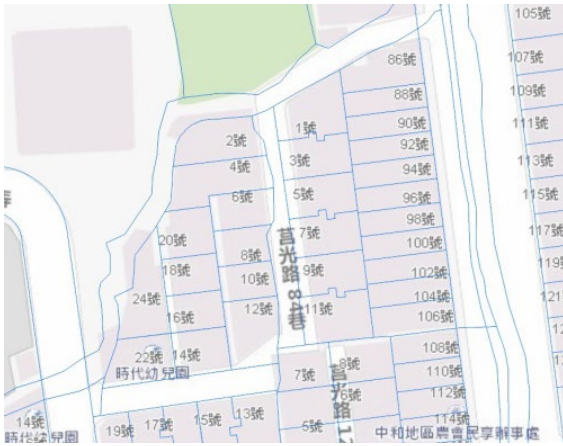 105號
86號
107號
88號
109號
90號
111號
1號
2號
92號
3號
113號
4號
94號
5號
115號
6號
96號
98號
117號
7號
20號
100號
8號
119號
18號
9號
102號
10號
24號
104號
121
12號
11號
106號
16號
莒光路 84巷
108號
22號
14號
8號
時代幼兒園
7號
110號
6號
112號
13號
114號
14號
15號
17號
5號
19號
時代幼兒園
中和地區農會民享辦事處
莒光路 12